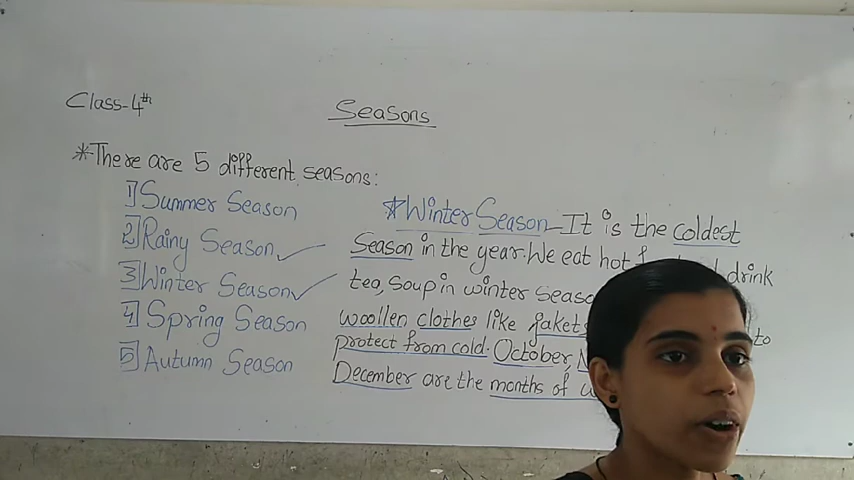 Class-4th
Seasons
*There are 5 different seasons:
1] Summer Season
2] Rainy Season
3] Winter Season
4] Spring Season
5] Autumn Season
*Winter Season - It is the coldest
Season in the year. We eat hot drink
tea, soup in winter
woollen clothes like jakets to
protect from cold. October,
December are the months of